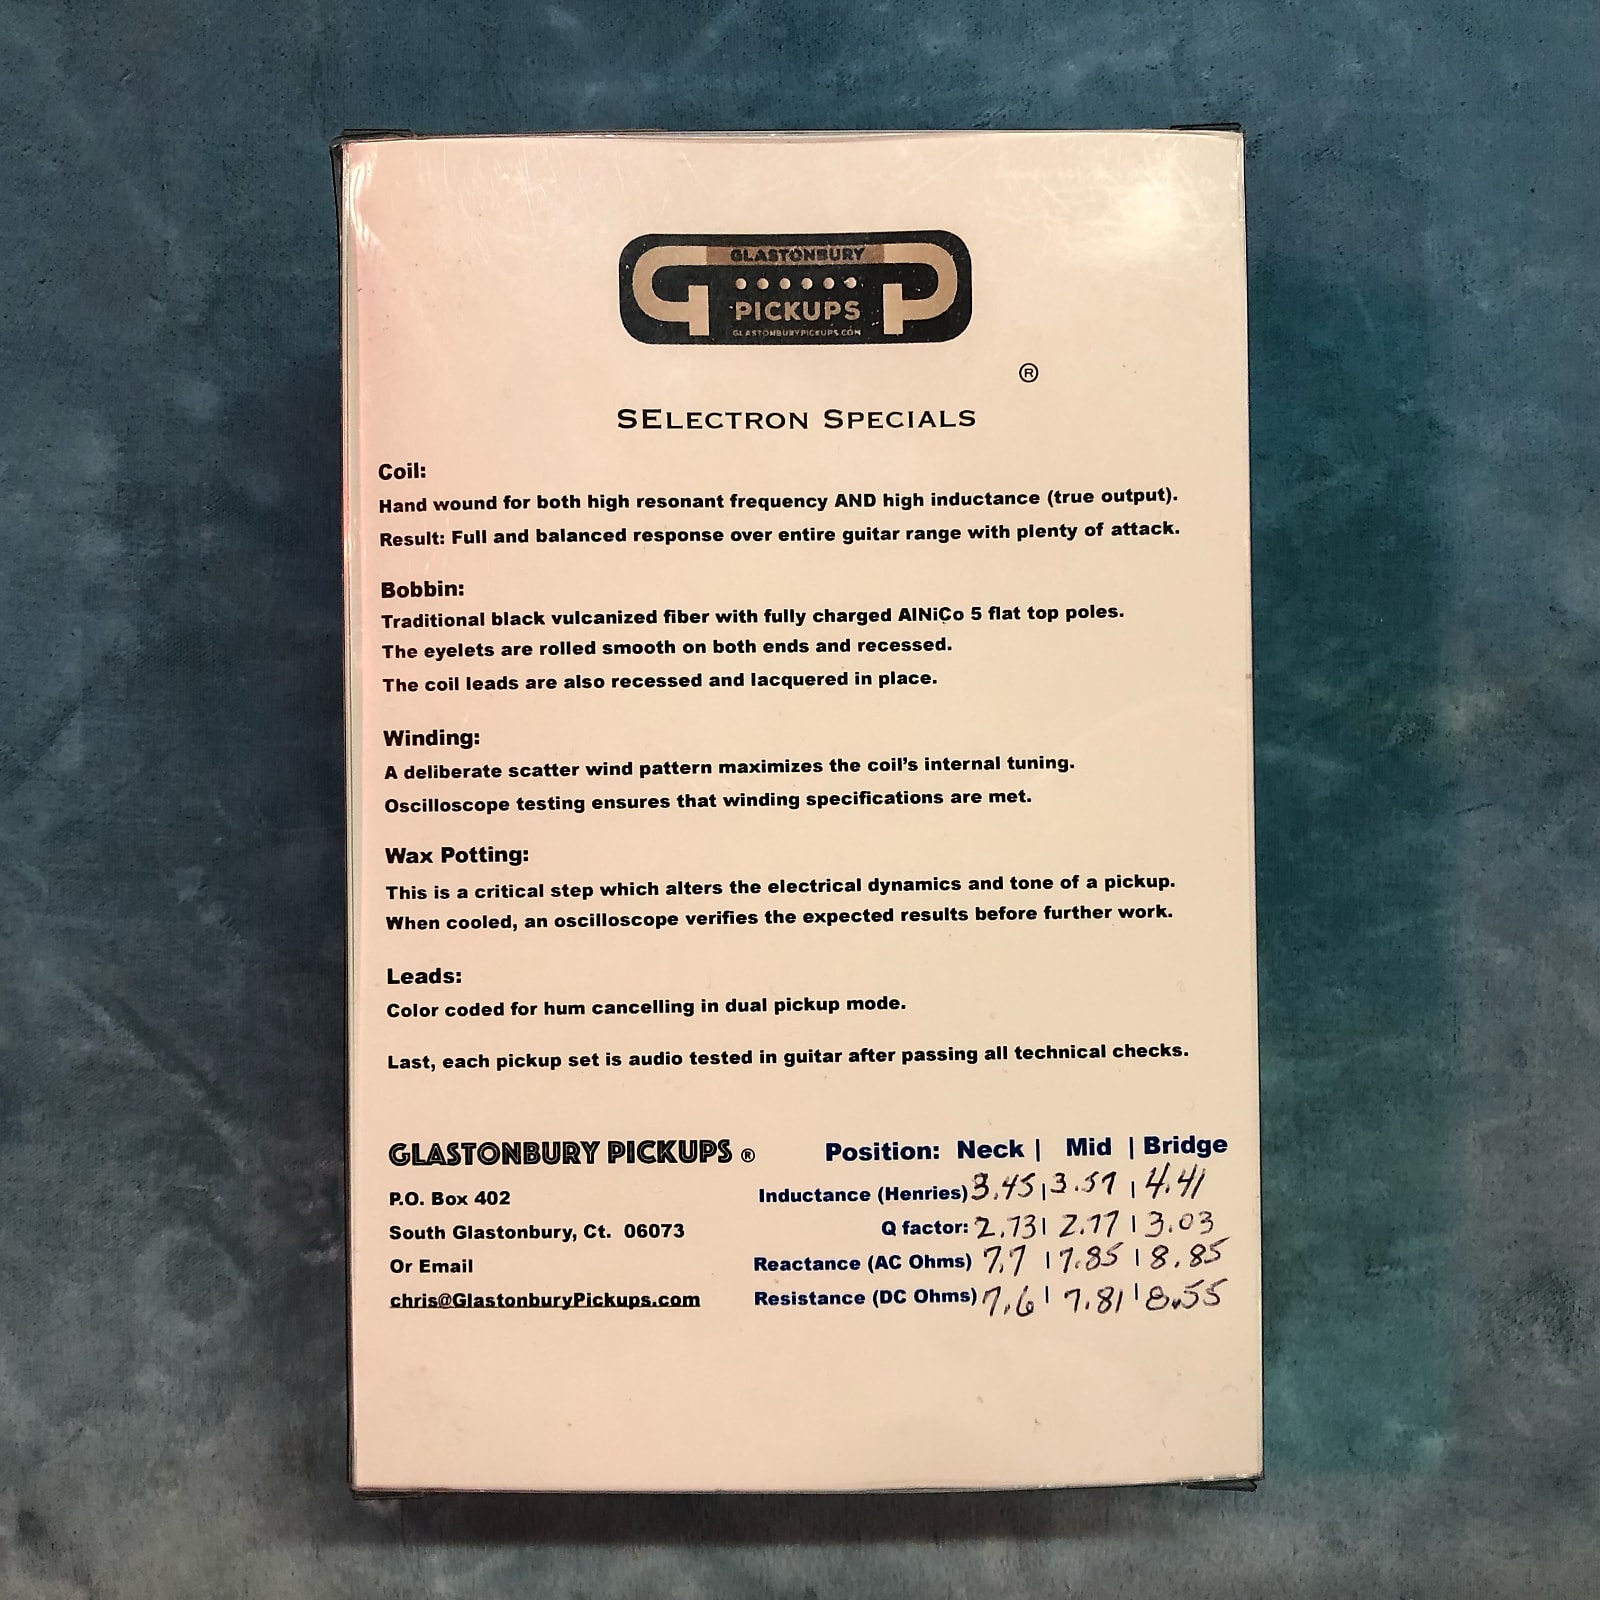 GLASTONBURY
PICKUPS
GLASTONBURYPICKUPS.COM
®
SELECTRON SPECIALS
Coil:
Hand wound for both high resonant frequency AND high inductance (true output).
Result: Full and balanced response over entire guitar range with plenty of attack.
Bobbin:
Traditional black vulcanized fiber with fully charged AlNiCo 5 flat top poles.
The eyelets are rolled smooth on both ends and recessed.
The coil leads are also recessed and lacquered in place.
Winding:
A deliberate scatter wind pattern maximizes the coil's internal tuning.
Oscilloscope testing ensures that winding specifications are met.
Wax Potting:
This is a critical step which alters the electrical dynamics and tone of a pickup.
When cooled, an oscilloscope verifies the expected results before further work.
Leads:
Color coded for hum cancelling in dual pickup mode.
Last, each pickup set is audio tested in guitar after passing all technical checks.
GLASTONBURY PICKUPS ®
P.O. Box 402
South Glastonbury, Ct. 06073
Or Email
chris@GlastonburyPickups.com
Position: Neck | Mid | Bridge
Inductance (Henries) 3.45 | 3.57 | 4.41
Q factor: 2.73 | 2.77 | 3.03
Reactance (AC Ohms) 7.7 | 7.85 | 8.85
Resistance (DC Ohms) 7.6 | 7.81 | 8.55